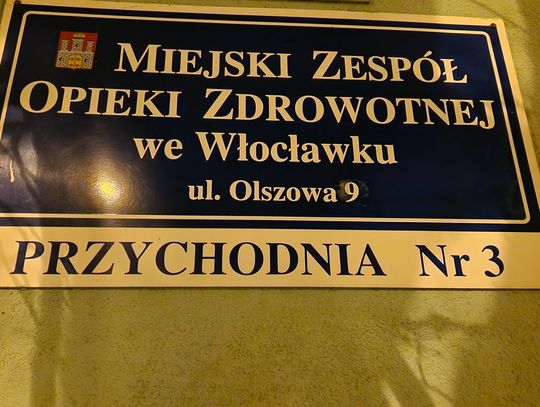 MIEJSKI ZESPÓŁ
OPIEKI ZDROWOTNEJ
we Włocławku
ul. Olszowa 9
PRZYCHODNIA Nr 3